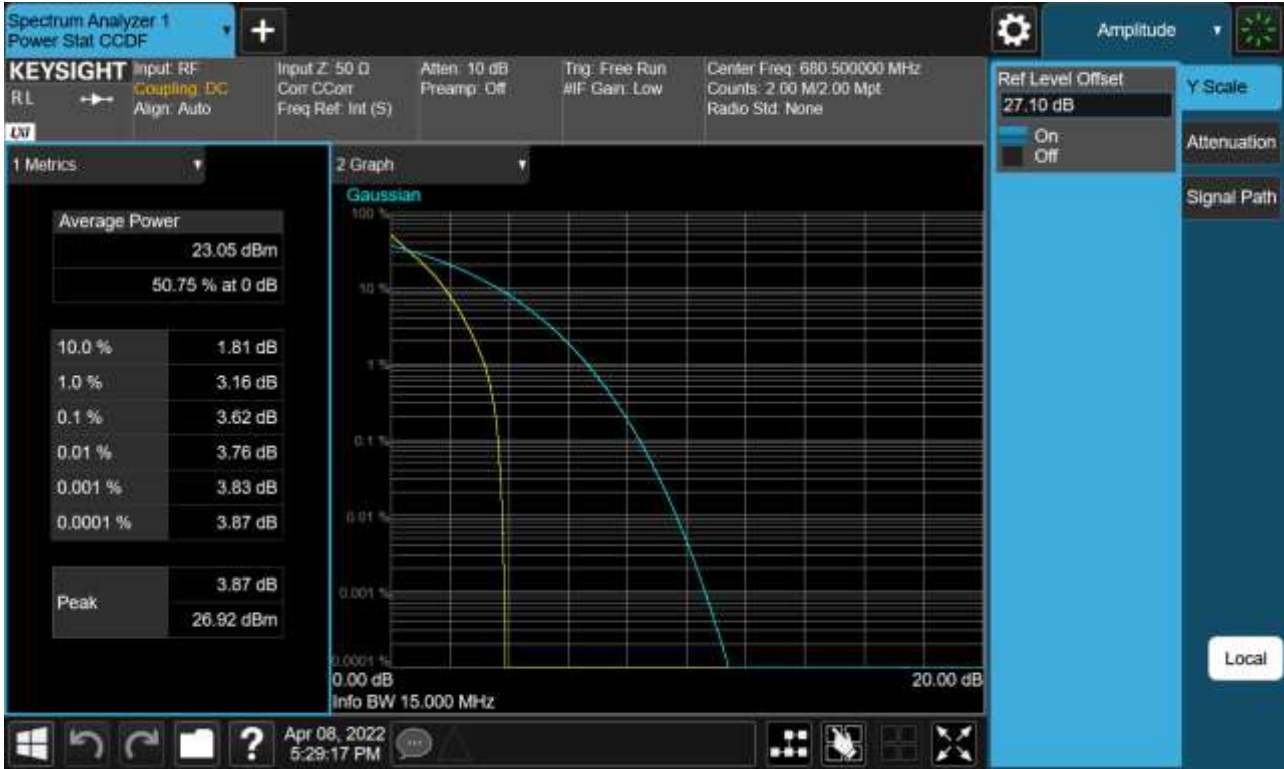 Spectrum Analyzer 1
Power Stat CCDF
+
Amplitude
KEYSIGHT
RL
LXI
Input: RF
Coupling: DC
Align: Auto
Input Z: 50 Ω
Corr CCorr
Freq Ref: Int (S)
Atten: 10 dB
Preamp: Off
Trig: Free Run
#IF Gain: Low
Center Freq: 680.500000 MHz
Counts: 2.00 M/2.00 Mpt
Radio Std: None
Ref Level Offset
27.10 dB
On
Off
Y Scale
Attenuation
Signal Path
Local
1 Metrics
Average Power
23.05 dBm
50.75 % at 0 dB
10.0 % 1.81 dB
1.0 % 3.16 dB
0.1 % 3.62 dB
0.01 % 3.76 dB
0.001 % 3.83 dB
0.0001 % 3.87 dB
Peak
3.87 dB
26.92 dBm
2 Graph
Gaussian
100 %
10 %
1 %
0.1 %
0.01 %
0.001 %
0.0001 %
0.00 dB 20.00 dB
Info BW 15.000 MHz
?
Apr 08, 2022
5:29:17 PM